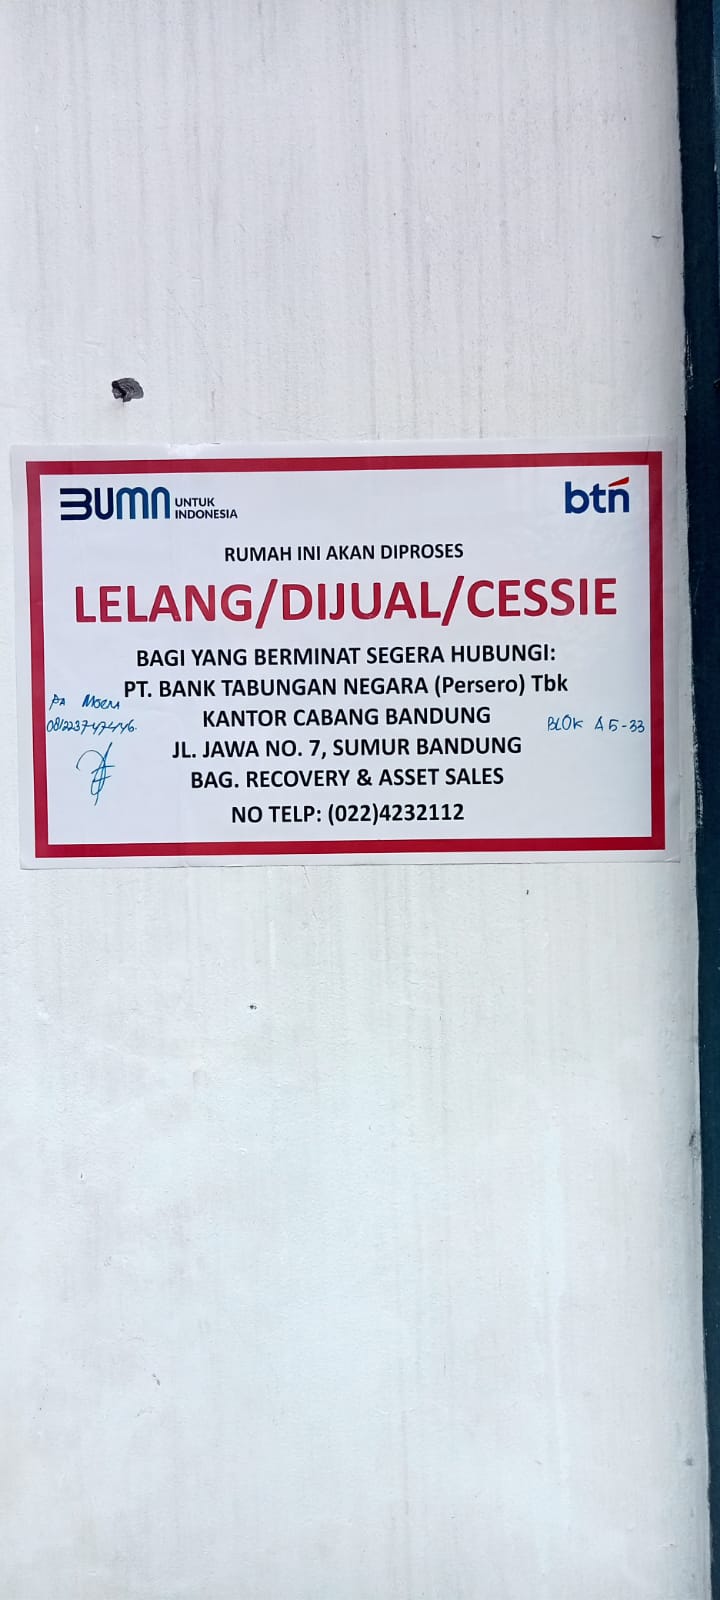 BUMN UNTUK INDONESIA
btn
RUMAH INI AKAN DIPROSES
LELANG/DIJUAL/CESSIE
BAGI YANG BERMINAT SEGERA HUBUNGI:
PT. BANK TABUNGAN NEGARA (Persero) Tbk
KANTOR CABANG BANDUNG
JL. JAWA NO. 7, SUMUR BANDUNG
BAG. RECOVERY & ASSET SALES
NO TELP: (022)4232112
PA
BLOK A5-33